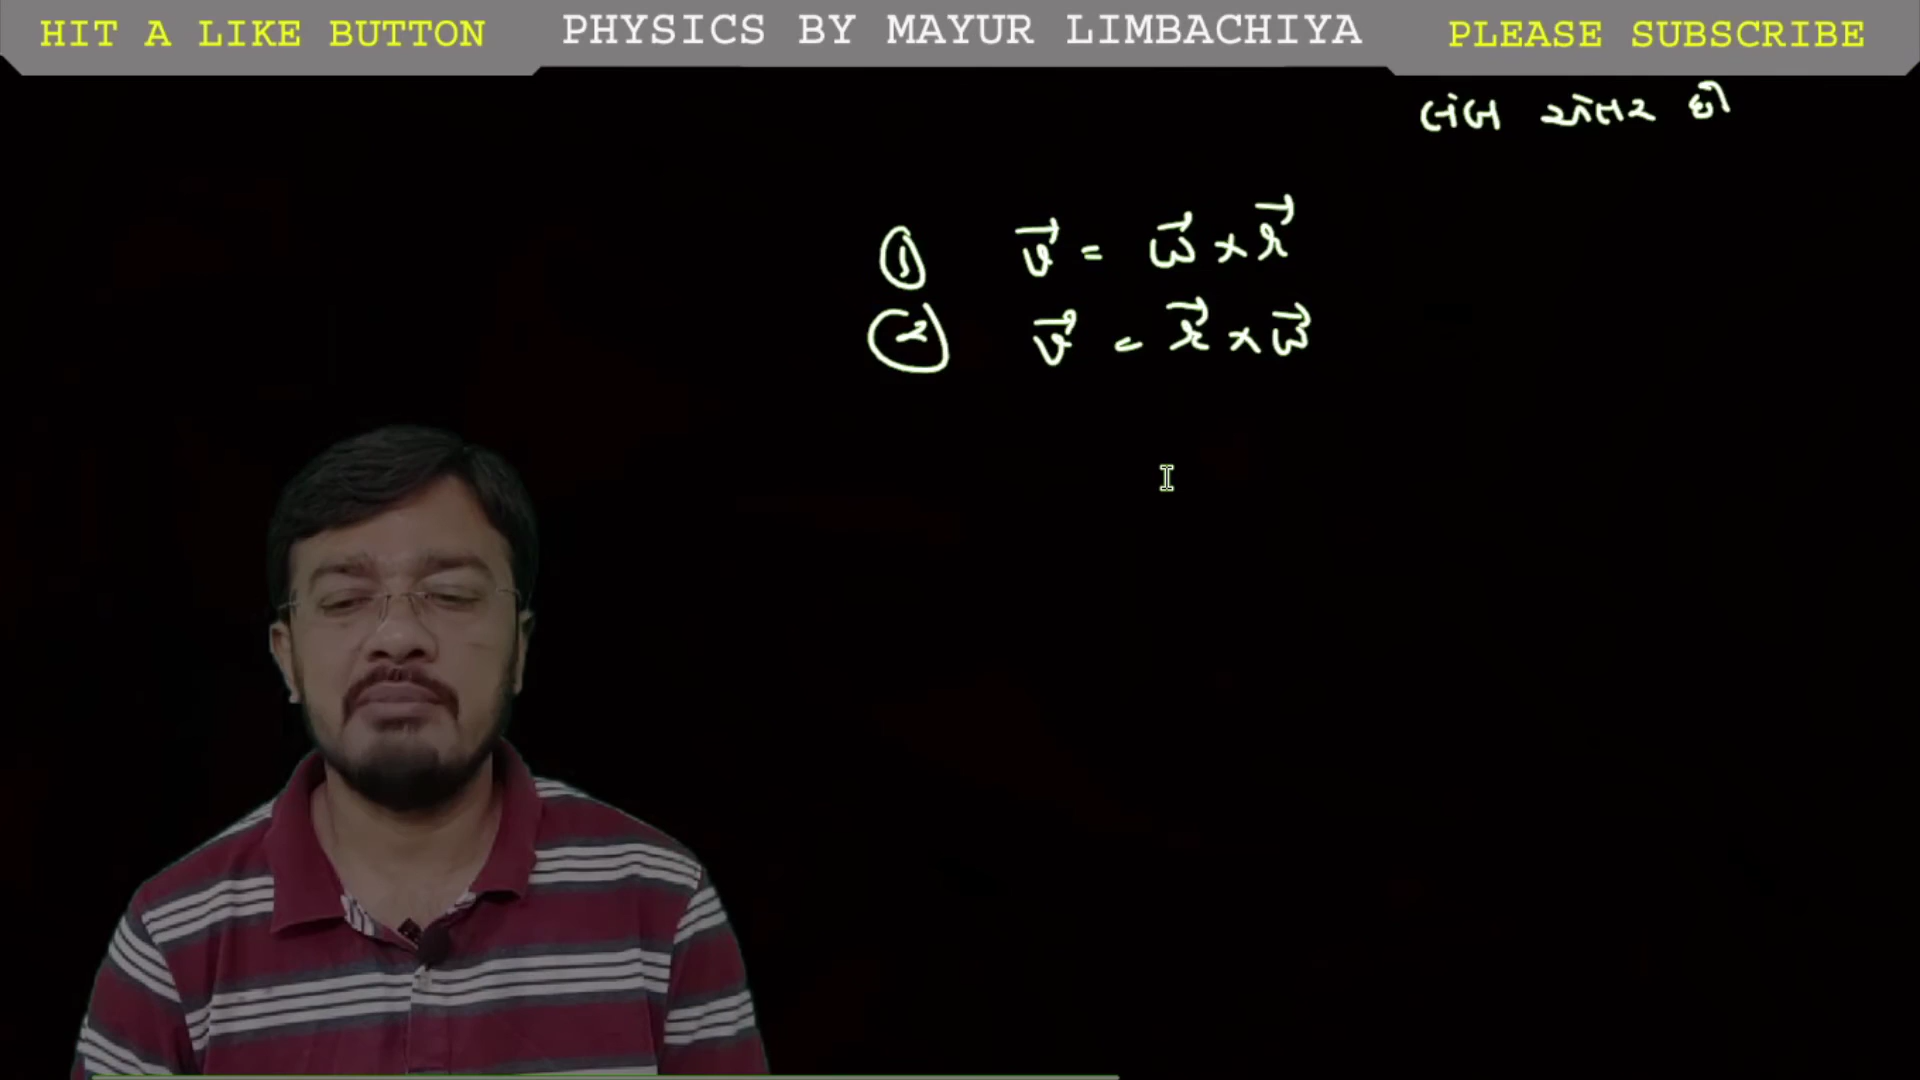 HIT A LIKE BUTTON PHYSICS BY MAYUR LIMBACHIYA PLEASE SUBSCRIBE
લંબ અંતર છે
① v⃗ = ω⃗ × r⃗
② v⃗ = r⃗ × ω⃗